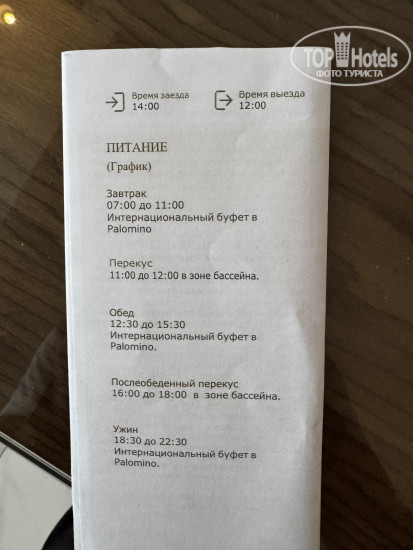 TOP Hotels
ФОТО ТУРИСТА
Время заезда
14:00
Время выезда
12:00
ПИТАНИЕ
(График)
Завтрак
07:00 до 11:00
Интернациональный буфет в
Palomino
Перекус
11:00 до 12:00 в зоне бассейна.
Обед
12:30 до 15:30
Интернациональный буфет в
Palomino.
Послеобеденный перекус
16:00 до 18:00 в зоне бассейна.
Ужин
18:30 до 22:30
Интернациональный буфет в
Palomino.